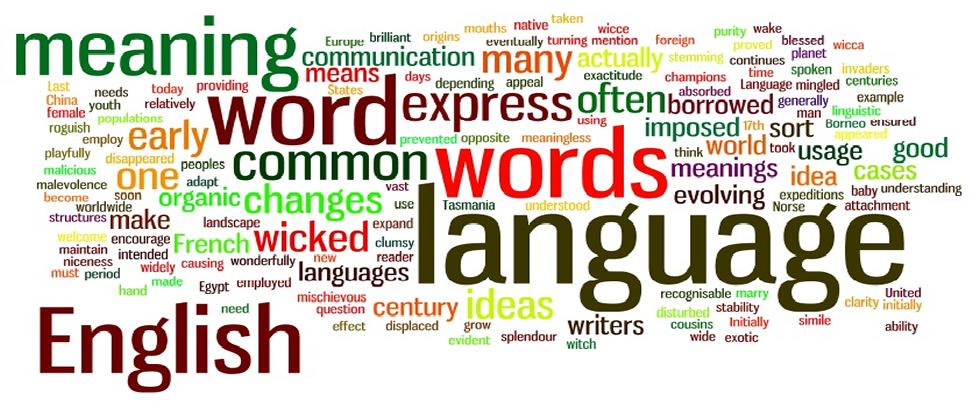 meaning
Europe brilliant origins mouths native taken wicce foreign purity wake
communication eventually turning mention proved blessed wicca
means many actually stemming continues planet
Last needs today providing States days depending appeal exactitude champions time spoken invaders
China youth relatively word express often absorbed Language mingled centuries
female populations using borrowed generally man example
roguish early prevented opposite meaningless imposed 17th sort Borneo ensured linguistic
employ common words think world took usage appeared good
playfully disappeared peoples meanings idea cases
malicious one adapt vast evolving expeditions baby understanding
malevolence soon organic changes use Tasmania understood Norse attachment
become worldwide
structures make landscape expand language
welcome encourage French wicked clumsy
maintain intended wonderfully new reader
niceness widely causing languages
must period made Egypt employed
hand mischievous century ideas recognisable marry United
English need question writers disturbed stability clarity initially
effect displaced grow cousins Initially simile ability
evident splendour witch wide exotic